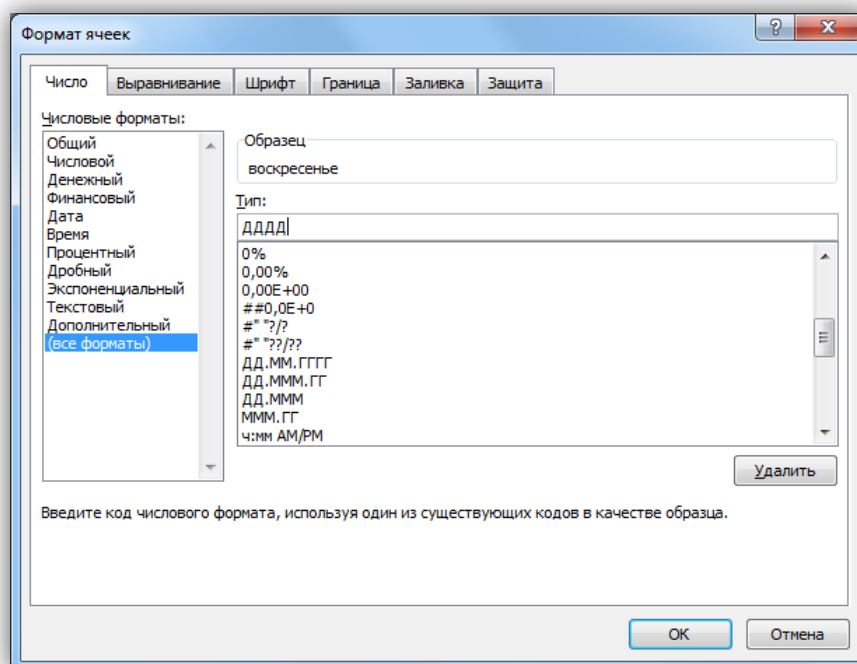 Формат ячеек
Число Выравнивание Шрифт Граница Заливка Защита
Числовые форматы:
Общий
Числовой
Денежный
Финансовый
Дата
Время
Процентный
Дробный
Экспоненциальный
Текстовый
Дополнительный
(все форматы)
Образец
воскресенье
Тип:
ДДДД
0%
0,00%
0,00E+00
##0,0E+0
#" "?/?
#" "??/??
ДД.ММ.ГГГГ
ДД.МММ.ГГ
ДД.МММ
МММ.ГГ
ч:мм AM/PM
Удалить
Введите код числового формата, используя один из существующих кодов в качестве образца.
ОК Отмена